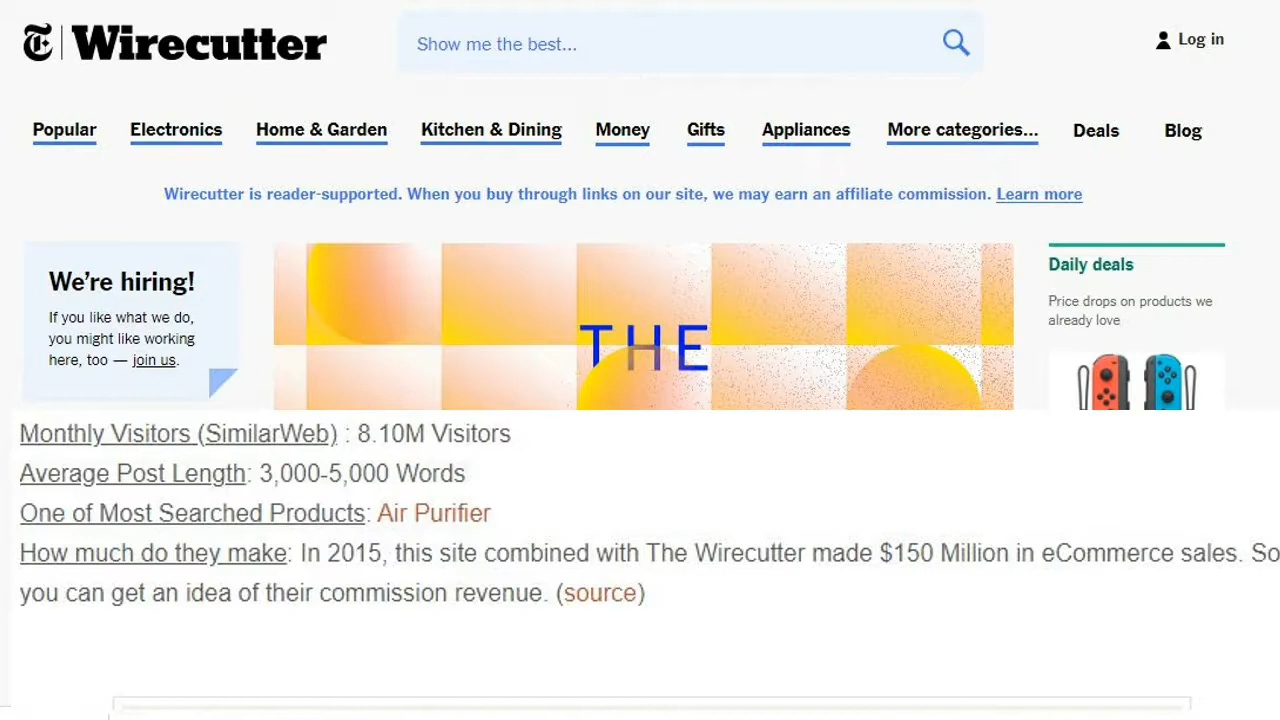 T Wirecutter
Show me the best...
Log in
Popular Electronics Home & Garden Kitchen & Dining Money Gifts Appliances More categories... Deals Blog
Wirecutter is reader-supported. When you buy through links on our site, we may earn an affiliate commission. Learn more
We're hiring!
If you like what we do,
you might like working
here, too — join us.
THE
Daily deals
Price drops on products we
already love
Monthly Visitors (SimilarWeb) : 8.10M Visitors
Average Post Length: 3,000-5,000 Words
One of Most Searched Products: Air Purifier
How much do they make: In 2015, this site combined with The Wirecutter made $150 Million in eCommerce sales. So
you can get an idea of their commission revenue. (source)